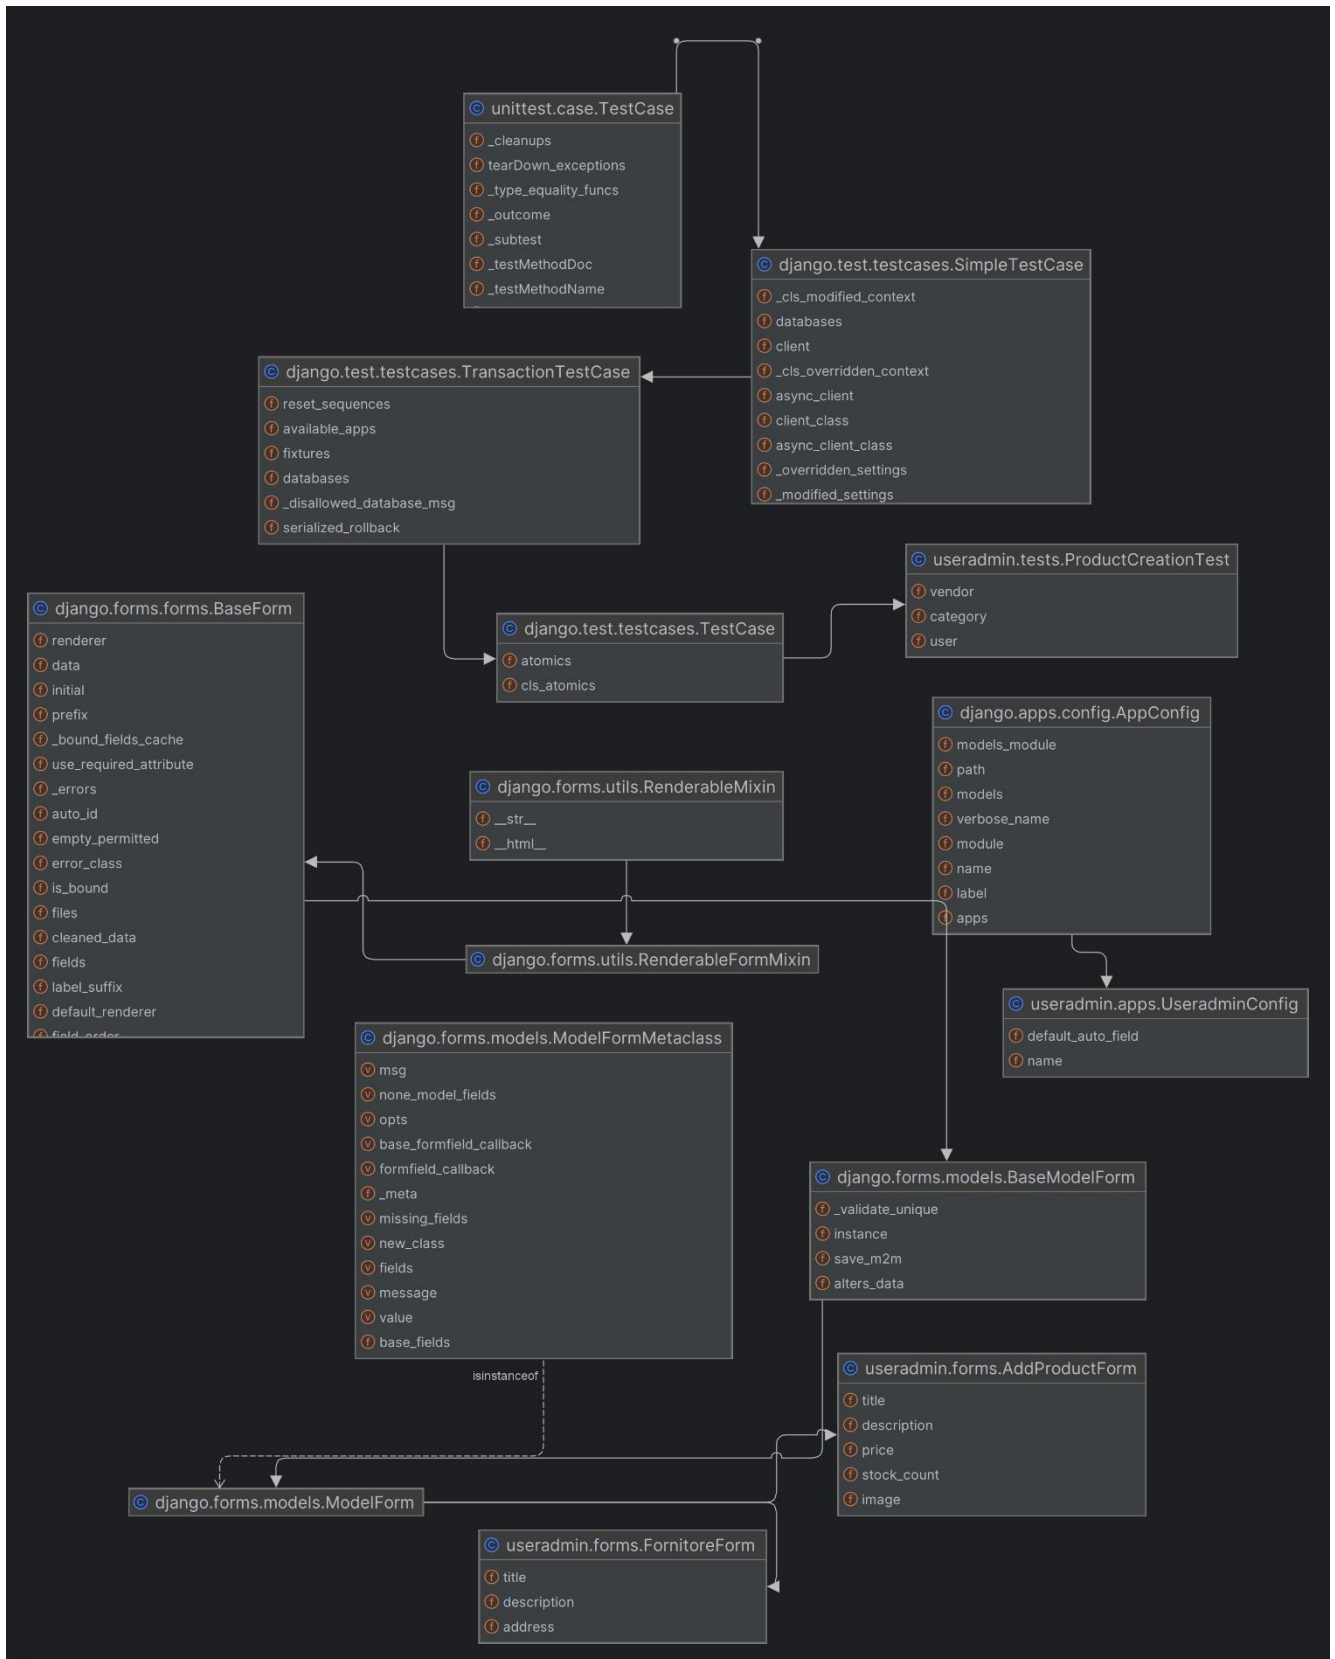 unittest.case.TestCase
_cleanups
tearDown_exceptions
_type_equality_funcs
_outcome
_subtest
_testMethodDoc
_testMethodName
django.test.testcases.SimpleTestCase
_cls_modified_context
databases
client
_cls_overridden_context
async_client
client_class
async_client_class
_overridden_settings
_modified_settings
django.test.testcases.TransactionTestCase
reset_sequences
available_apps
fixtures
databases
_disallowed_database_msg
serialized_rollback
useradmin.tests.ProductCreationTest
vendor
category
user
django.forms.forms.BaseForm
renderer
data
initial
prefix
_bound_fields_cache
use_required_attribute
_errors
auto_id
empty_permitted
error_class
is_bound
files
cleaned_data
fields
label_suffix
default_renderer
field_order
django.test.testcases.TestCase
atomics
cls_atomics
django.apps.config.AppConfig
models_module
path
models
verbose_name
module
name
label
apps
django.forms.utils.RenderableMixin
__str__
__html__
django.forms.utils.RenderableFormMixin
useradmin.apps.UseradminConfig
default_auto_field
name
django.forms.models.ModelFormMetaclass
msg
none_model_fields
opts
base_formfield_callback
formfield_callback
_meta
missing_fields
new_class
fields
message
value
base_fields
isinstanceof
django.forms.models.BaseModelForm
_validate_unique
instance
save_m2m
alters_data
useradmin.forms.AddProductForm
title
description
price
stock_count
image
django.forms.models.ModelForm
useradmin.forms.FornitoreForm
title
description
address